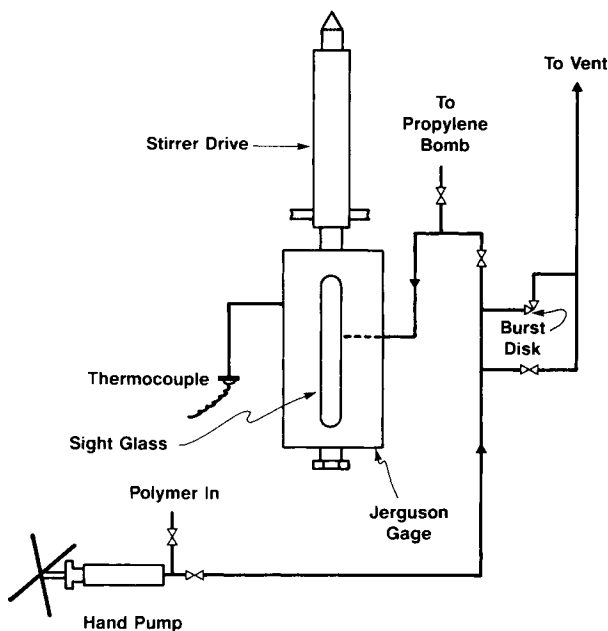 To Vent
To
Propylene
Bomb
Stirrer Drive
Burst
Disk
Thermocouple
Sight Glass
Polymer In
Jerguson
Gage
Hand Pump